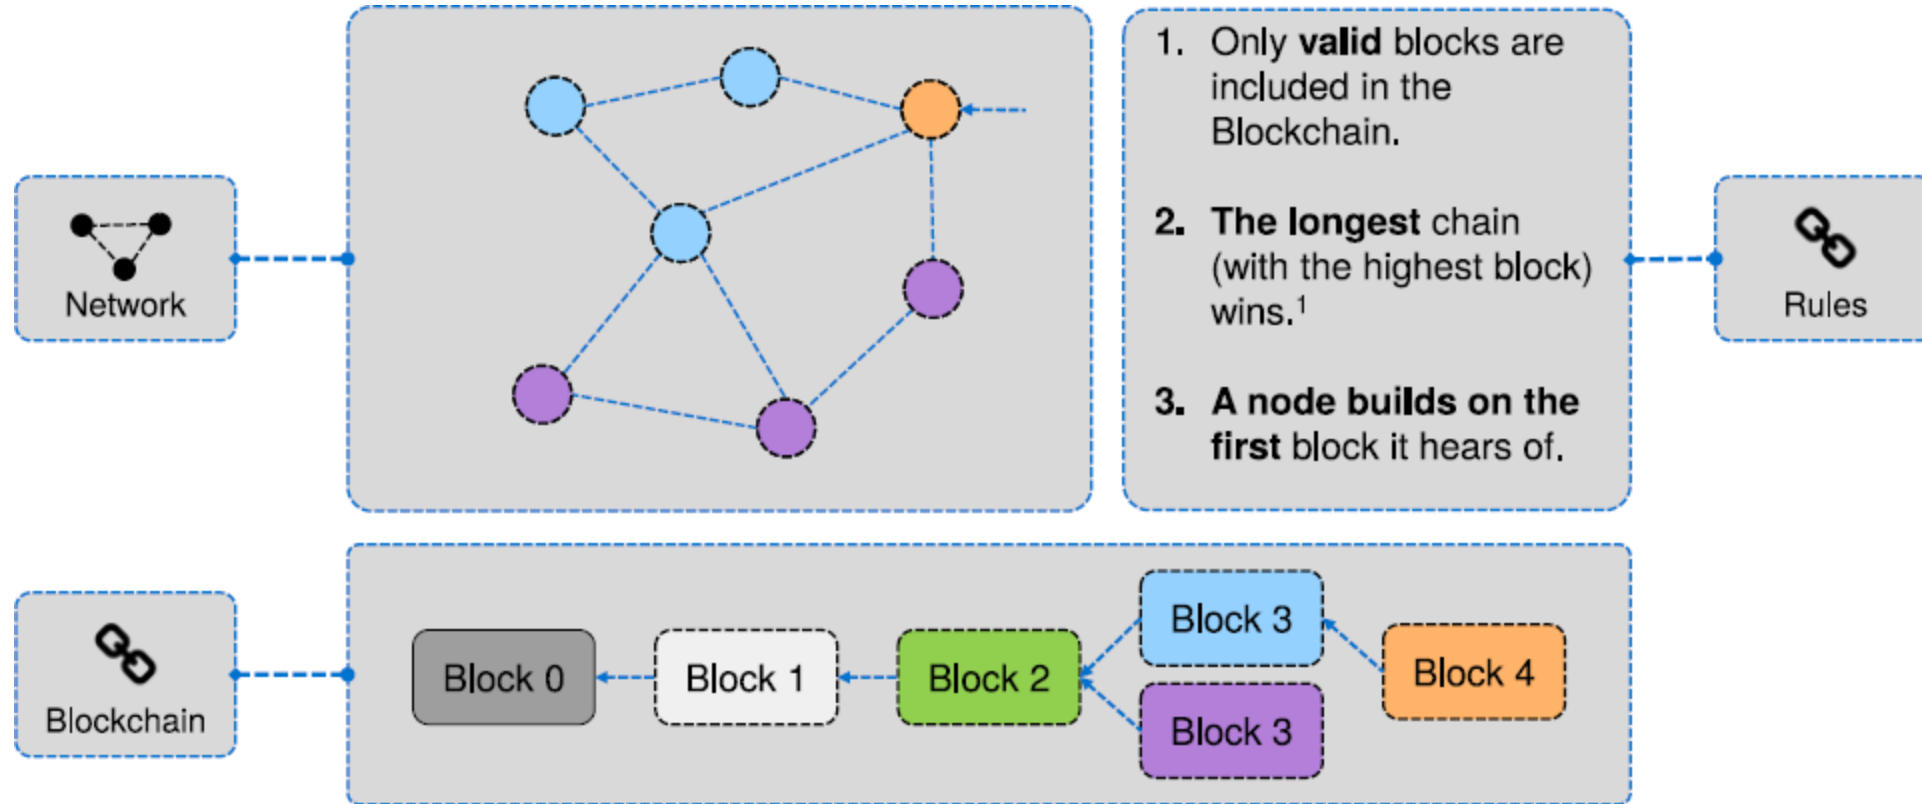 Network
1. Only valid blocks are
included in the
Blockchain.
2. The longest chain
(with the highest block)
wins.¹
3. A node builds on the
first block it hears of.
Rules
Blockchain
Block 0
Block 1
Block 2
Block 3
Block 3
Block 4